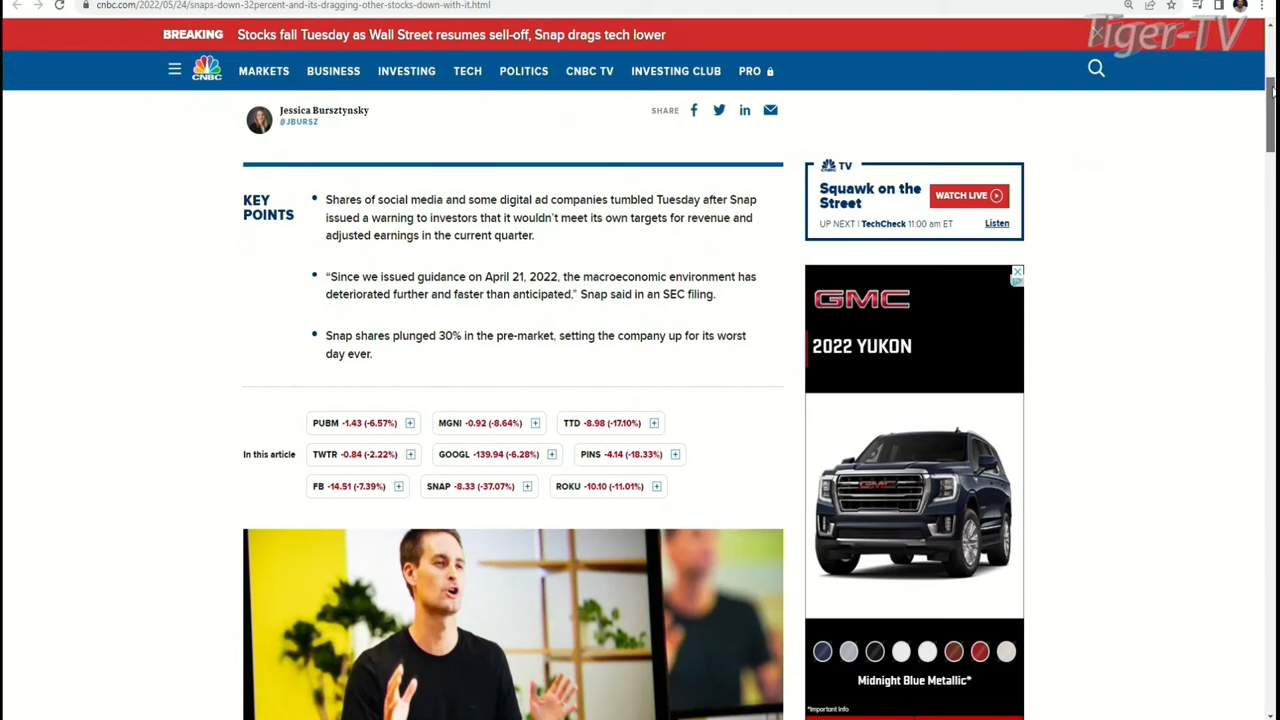 cnbc.com/2022/05/24/snaps-down-32percent-and-its-dragging-other-stocks-down-with-it.html
Tiger-TV
BREAKING Stocks fall Tuesday as Wall Street resumes sell-off, Snap drags tech lower
CNBC MARKETS BUSINESS INVESTING TECH POLITICS CNBC TV INVESTING CLUB PRO
Jessica Bursztynsky
@JBURSZ
SHARE
KEY
POINTS
Shares of social media and some digital ad companies tumbled Tuesday after Snap
issued a warning to investors that it wouldn't meet its own targets for revenue and
adjusted earnings in the current quarter.
“Since we issued guidance on April 21, 2022, the macroeconomic environment has
deteriorated further and faster than anticipated,” Snap said in an SEC filing.
Snap shares plunged 30% in the pre-market, setting the company up for its worst
day ever.
In this article
PUBM -1.43 (-6.57%) MGNI -0.92 (-8.64%) TTD -8.98 (-17.10%)
TWTR -0.84 (-2.22%) GOOGL -139.94 (-6.28%) PINS -4.14 (-18.33%)
FB -14.51 (-7.39%) SNAP -8.33 (-37.07%) ROKU -10.10 (-11.01%)
CNBC TV
Squawk on the
Street
WATCH LIVE
UP NEXT | TechCheck 11:00 am ET Listen
GMC
2022 YUKON
GMC
Midnight Blue Metallic*
*Important Info